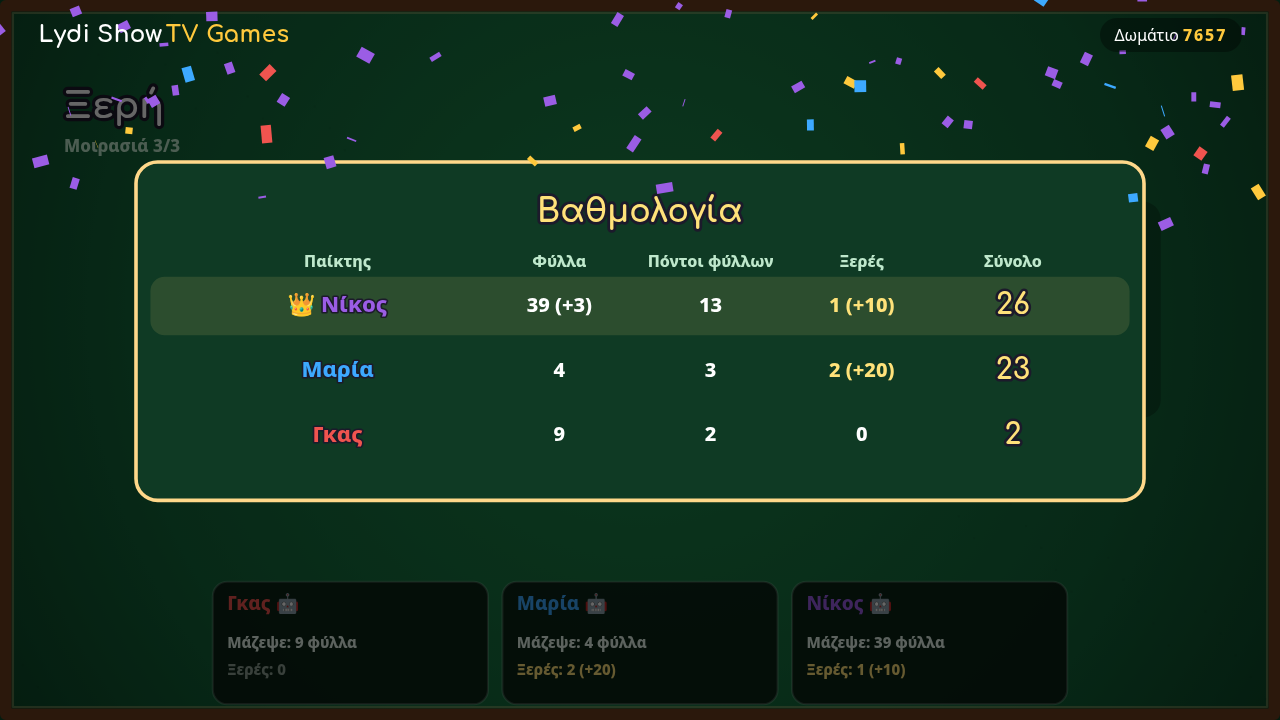 Lydi Show TV Games
Δωμάτιο 7657
Ξερή
Μοιρασιά 3/3
Βαθμολογία
Παίκτης Φύλλα Πόντοι φύλλων Ξερές Σύνολο
Νίκος 39 (+3) 13 1 (+10) 26
Μαρία 4 3 2 (+20) 23
Γκας 9 2 0 2
Γκας
Μάζεψε: 9 φύλλα
Ξερές: 0
Μαρία
Μάζεψε: 4 φύλλα
Ξερές: 2 (+20)
Νίκος
Μάζεψε: 39 φύλλα
Ξερές: 1 (+10)